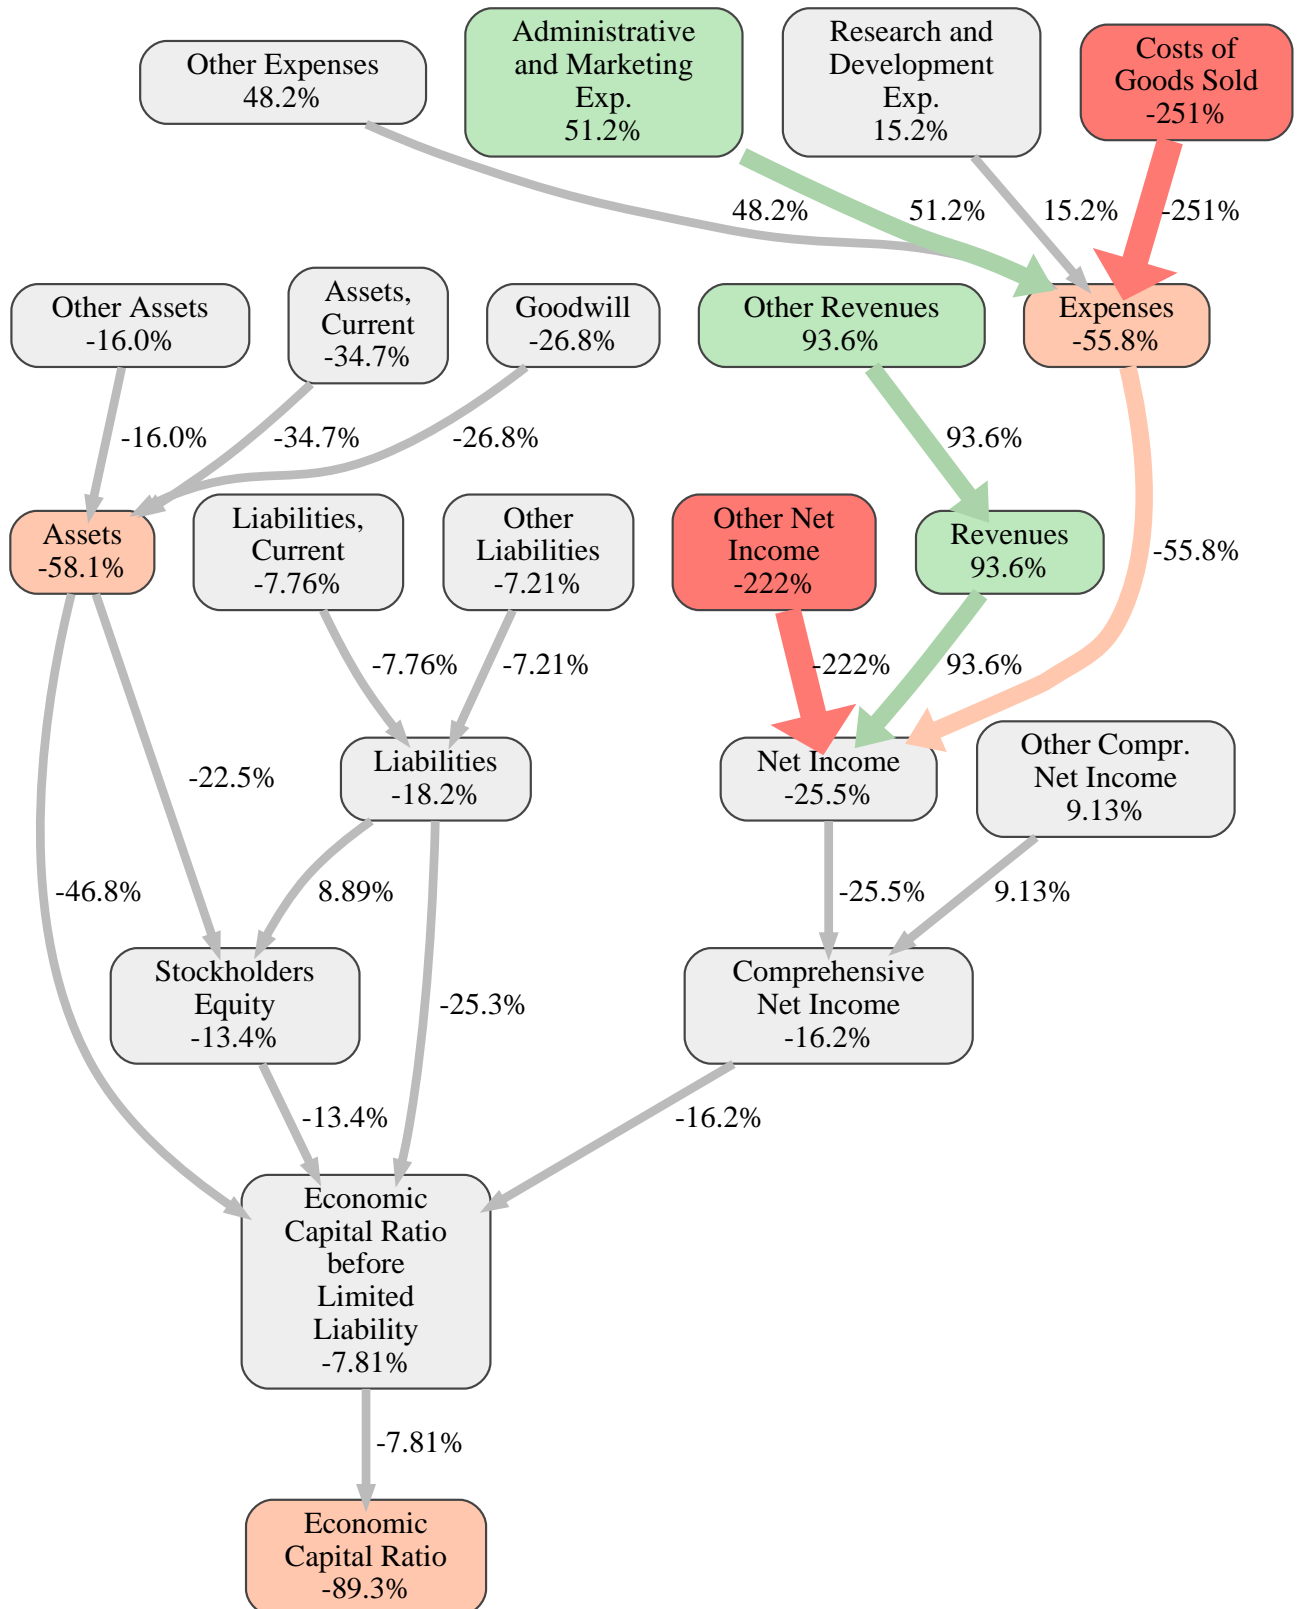 Other Expenses
48.2%
Administrative
and Marketing
Exp.
51.2%
Research and
Development
Exp.
15.2%
Costs of
Goods Sold
-251%
48.2%
51.2%
15.2%
-251%
Other Assets
-16.0%
Assets,
Current
-34.7%
Goodwill
-26.8%
Other Revenues
93.6%
Expenses
-55.8%
-16.0%
-34.7%
-26.8%
93.6%
Assets
-58.1%
Liabilities,
Current
-7.76%
Other
Liabilities
-7.21%
Other Net
Income
-222%
Revenues
93.6%
-55.8%
-7.76%
-7.21%
-222%
93.6%
-22.5%
Liabilities
-18.2%
Net Income
-25.5%
Other Compr.
Net Income
9.13%
-46.8%
8.89%
-25.5%
9.13%
Stockholders
Equity
-13.4%
-25.3%
Comprehensive
Net Income
-16.2%
-13.4%
-16.2%
Economic
Capital Ratio
before
Limited
Liability
-7.81%
-7.81%
Economic
Capital Ratio
-89.3%